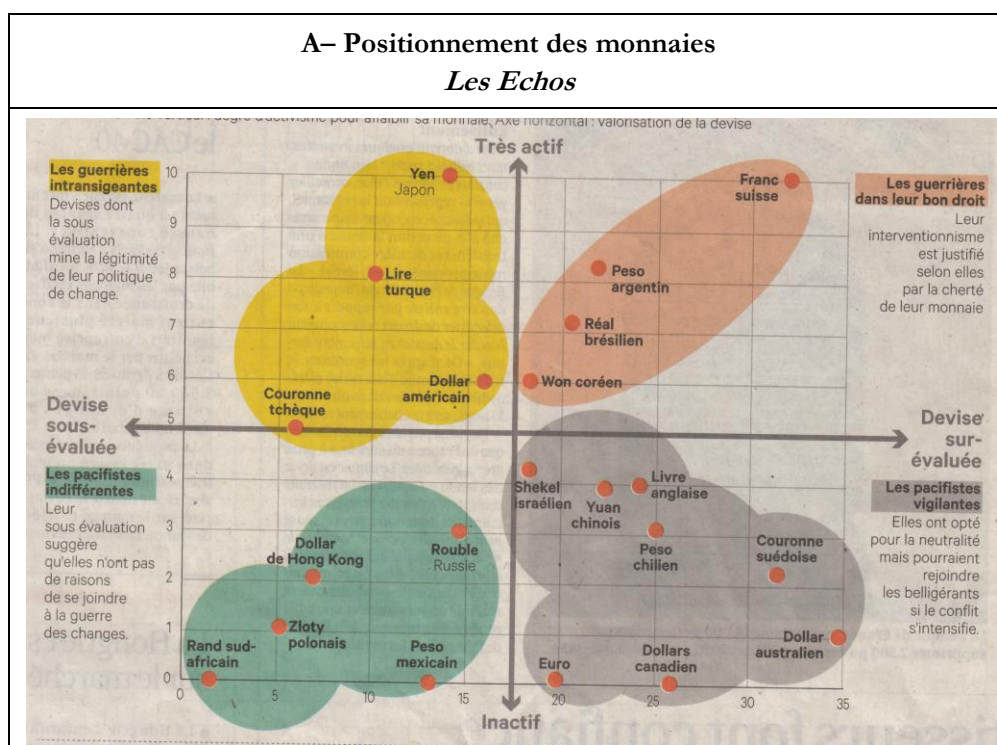 A– Positionnement des monnaies
Les Echos
vertical : degré d'activisme pour affaiblir sa monnaie. Axe horizontal : valorisation de la devise
Très actif
Les guerrières
intransigeantes
Devises dont
la sous
évaluation
mine la légitimité
de leur politique
de change.
10
9
8
7
6
5
4
3
2
1
0
Yen
Japon
Lire
turque
Dollar
américain
Couronne
tchèque
Franc
suisse
Peso
argentin
Réal
brésilien
Won coréen
Les guerrières
dans leur bon droit
Leur
interventionnisme
est justifié
selon elles
par la cherté
de leur monnaie
Devise
sous-
évaluée
Devise
sur-
évaluée
Les pacifistes
indifférentes
Leur
sous évaluation
suggère
qu'elles n'ont pas
de raisons
de se joindre
à la guerre
des changes.
Dollar
de Hong Kong
Rouble
Russie
Zloty
polonais
Rand sud-
africain
Peso
mexicain
Shekel
israélien
Yuan
chinois
Livre
anglaise
Peso
chilien
Couronne
suédoise
Euro
Dollars
canadien
Dollar
australien
Les pacifistes
vigilantes
Elles ont opté
pour la neutralité
mais pourraient
rejoindre
les belligérants
si le conflit
s'intensifie.
0
5
10
15
20
25
30
35
Inactif